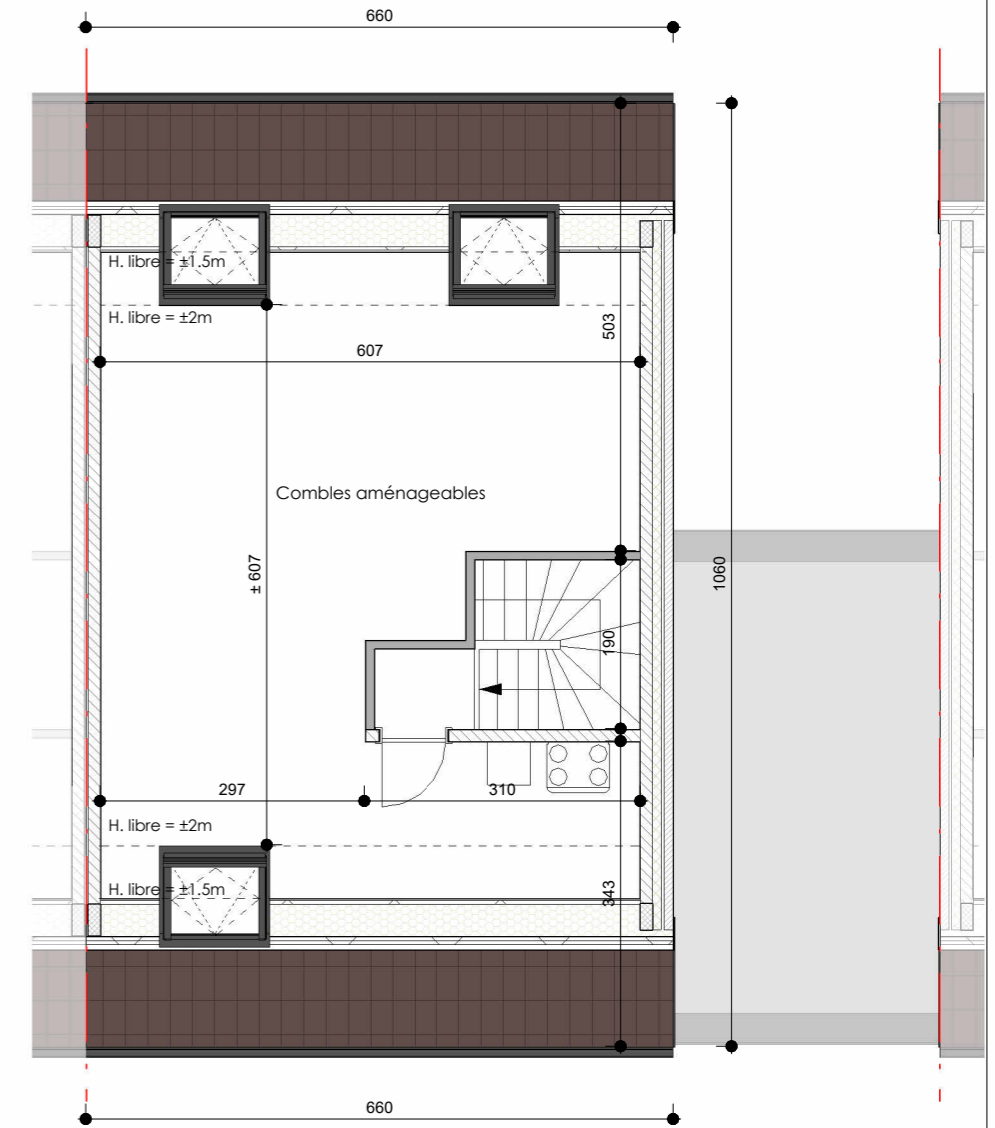 660
H. libre = ±1.5m
H. libre = ±2m
503
607
Combles aménageables
± 607
1060
190
297
310
H. libre = ±2m
H. libre = ±1.5m
343
660